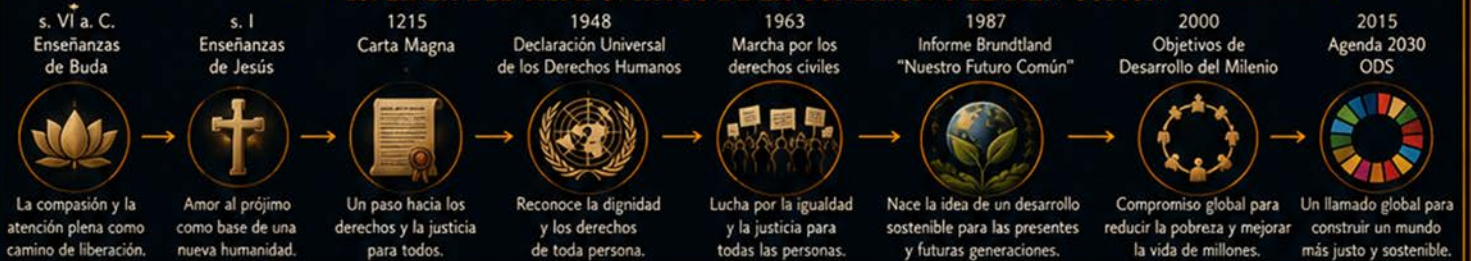 s. VI a. C.
Enseñanzas
de Buda
La compasión y la
atención plena como
camino de liberación.
s. I
Enseñanzas
de Jesús
Amor al prójimo
como base de una
nueva humanidad.
1215
Carta Magna
Un paso hacia los
derechos y la justicia
para todos.
1948
Declaración Universal
de los Derechos Humanos
Reconoce la dignidad
y los derechos
de toda persona.
1963
Marcha por los
derechos civiles
Lucha por la igualdad
y la justicia para
todas las personas.
1987
Informe Brundtland
"Nuestro Futuro Común"
Nace la idea de un desarrollo
sostenible para las presentes
y futuras generaciones.
2000
Objetivos de
Desarrollo del Milenio
Compromiso global para
reducir la pobreza y mejorar
la vida de millones.
2015
Agenda 2030
ODS
Un llamado global para
construir un mundo
más justo y sostenible.